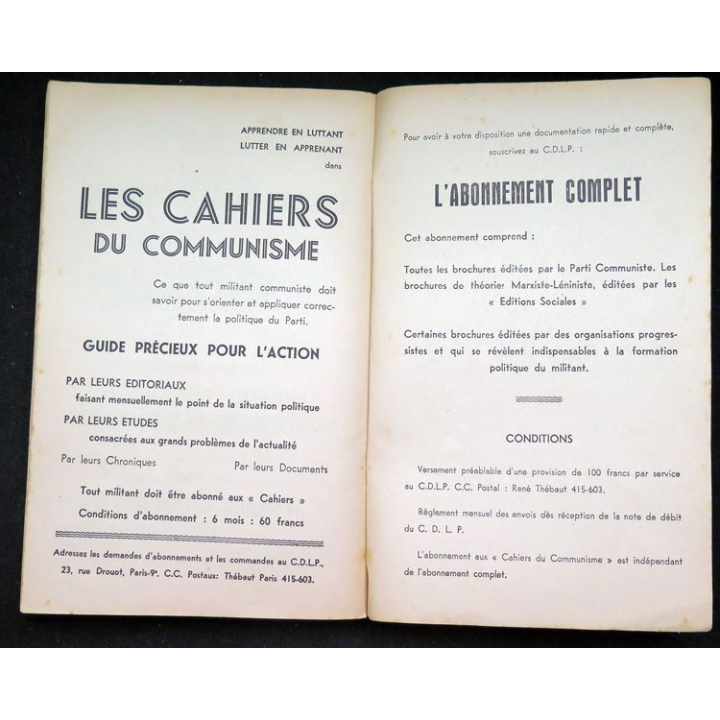 APPRENDRE EN LUTTANT
LUTTER EN APPRENANT
dans
LES CAHIERS
DU COMMUNISME
Ce que tout militant communiste doit
savoir pour s'orienter et appliquer correc-
tement la politique du Parti.
GUIDE PRÉCIEUX POUR L'ACTION
PAR LEURS EDITORIAUX
faisant mensuellement le point de la situation politique
PAR LEURS ETUDES
consacrées aux grands problèmes de l'actualité
Par leurs Chroniques Par leurs Documents
Tout militant doit être abonné aux « Cahiers »
Conditions d'abonnement : 6 mois : 60 francs
Adressez les demandes d'abonnements et les commandes au C.D.L.P.,
23, rue Drouot, Paris-9e. C.C. Postaux: Thébaut Paris 415-603.
Pour avoir à votre disposition une documentation rapide et complète,
souscrivez au C.D.L.P. :
L'ABONNEMENT COMPLET
Cet abonnement comprend :
Toutes les brochures éditées par le Parti Communiste. Les
brochures de théorier Marxiste-Léniniste, éditées par les
« Editions Sociales »
Certaines brochures éditées par des organisations progres-
sistes et qui se révèlent indispensables à la formation
politique du militant.
CONDITIONS
Versement préalable d'une provision de 100 francs par service
au C.D.L.P. C.C. Postal : René Thébaut 415-603.
Règlement mensuel des envois dès réception de la note de débit
du C. D. L. P.
L'abonnement aux « Cahiers du Communisme » est indépendant
de l'abonnement complet.